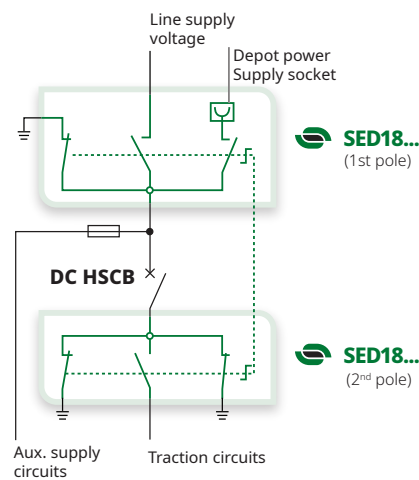 Line supply
voltage
Depot power
Supply socket
SED18...
(1st pole)
DC HSCB
SED18...
(2nd pole)
Aux. supply
circuits
Traction circuits